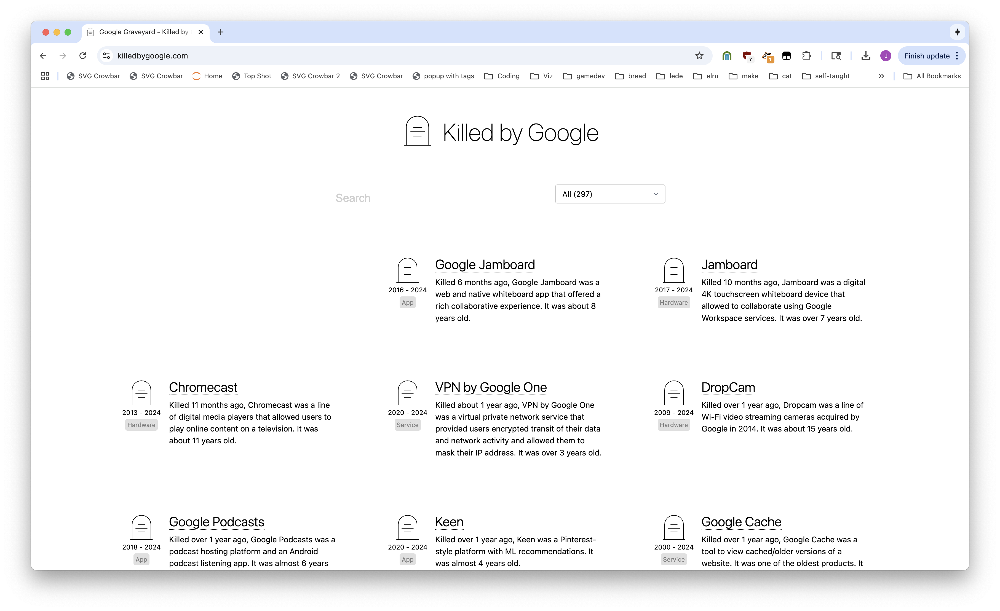 Google Graveyard - Killed by
killedbygoogle.com
7
1
J
Finish update
SVG Crowbar
SVG Crowbar
Home
Top Shot
SVG Crowbar 2
SVG Crowbar
popup with tags
Coding
Viz
gamedev
bread
lede
elrn
make
cat
self-taught
All Bookmarks
Killed by Google
Search
All (297)
Google Jamboard
Killed 6 months ago, Google Jamboard was a
web and native whiteboard app that offered a
rich collaborative experience. It was about 8
years old.
2016 - 2024
App
Jamboard
Killed 10 months ago, Jamboard was a digital
4K touchscreen whiteboard device that
allowed to collaborate using Google
Workspace services. It was over 7 years old.
2017 - 2024
Hardware
Chromecast
Killed 11 months ago, Chromecast was a line
of digital media players that allowed users to
play online content on a television. It was
about 11 years old.
2013 - 2024
Hardware
VPN by Google One
Killed about 1 year ago, VPN by Google One
was a virtual private network service that
provided users encrypted transit of their data
and network activity and allowed them to
mask their IP address. It was over 3 years old.
2020 - 2024
Service
DropCam
Killed over 1 year ago, Dropcam was a line of
Wi-Fi video streaming cameras acquired by
Google in 2014. It was about 15 years old.
2009 - 2024
Hardware
Google Podcasts
Killed over 1 year ago, Google Podcasts was a
podcast hosting platform and an Android
podcast listening app. It was almost 6 years
2018 - 2024
App
Keen
Killed over 1 year ago, Keen was a Pinterest-
style platform with ML recommendations. It
was almost 4 years old.
2020 - 2024
App
Google Cache
Killed over 1 year ago, Google Cache was a
tool to view cached/older versions of a
website. It was one of the oldest products. It
2000 - 2024
Service